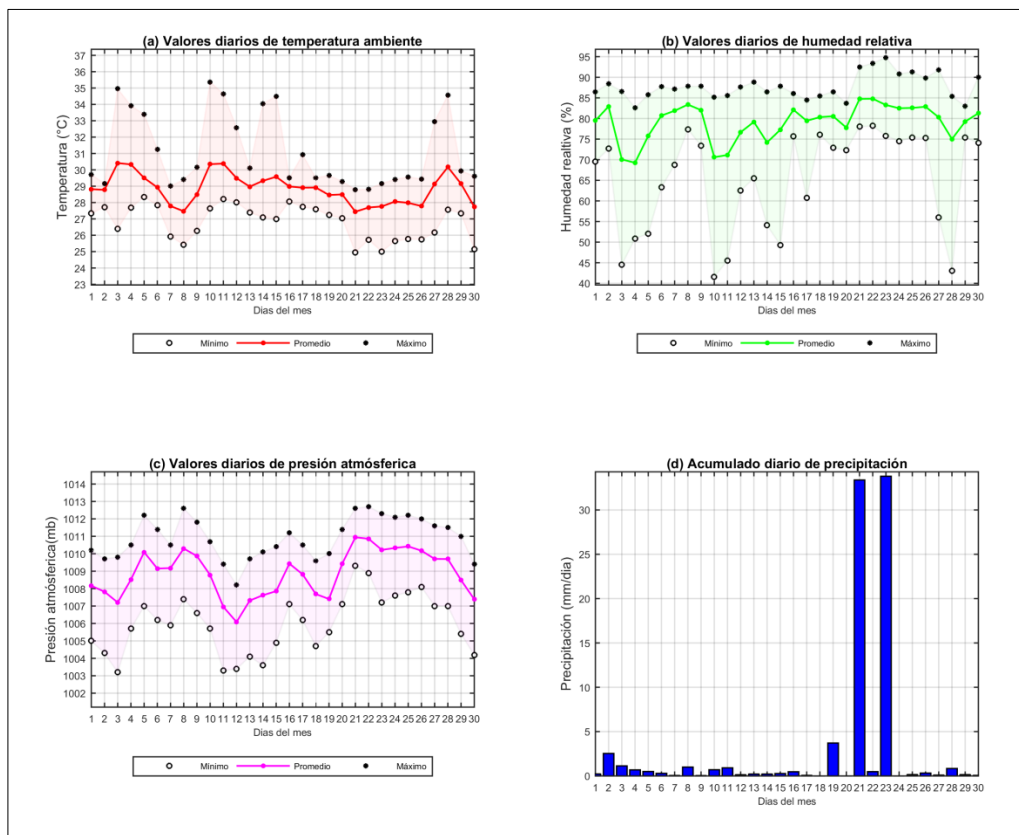 (a) Valores diarios de temperatura ambiente
37
36
35
34
33
32
31
30
29
28
27
26
25
24
23
Temperatura (°C)
1 2 3 4 5 6 7 8 9 10 11 12 13 14 15 16 17 18 19 20 21 22 23 24 25 26 27 28 29 30
Dias del mes
Mínimo Promedio Máximo
(b) Valores diarios de humedad relativa
95
90
85
80
75
70
65
60
55
50
45
40
Humedad realtiva (%)
1 2 3 4 5 6 7 8 9 10 11 12 13 14 15 16 17 18 19 20 21 22 23 24 25 26 27 28 29 30
Dias del mes
Mínimo Promedio Máximo
(c) Valores diarios de presión atmósferica
1014
1013
1012
1011
1010
1009
1008
1007
1006
1005
1004
1003
1002
Presión atmósferica(mb)
1 2 3 4 5 6 7 8 9 10 11 12 13 14 15 16 17 18 19 20 21 22 23 24 25 26 27 28 29 30
Dias del mes
Mínimo Promedio Máximo
(d) Acumulado diario de precipitación
30
25
20
15
10
5
0
Precipitación (mm/dia)
1 2 3 4 5 6 7 8 9 10 11 12 13 14 15 16 17 18 19 20 21 22 23 24 25 26 27 28 29 30
Dias del mes